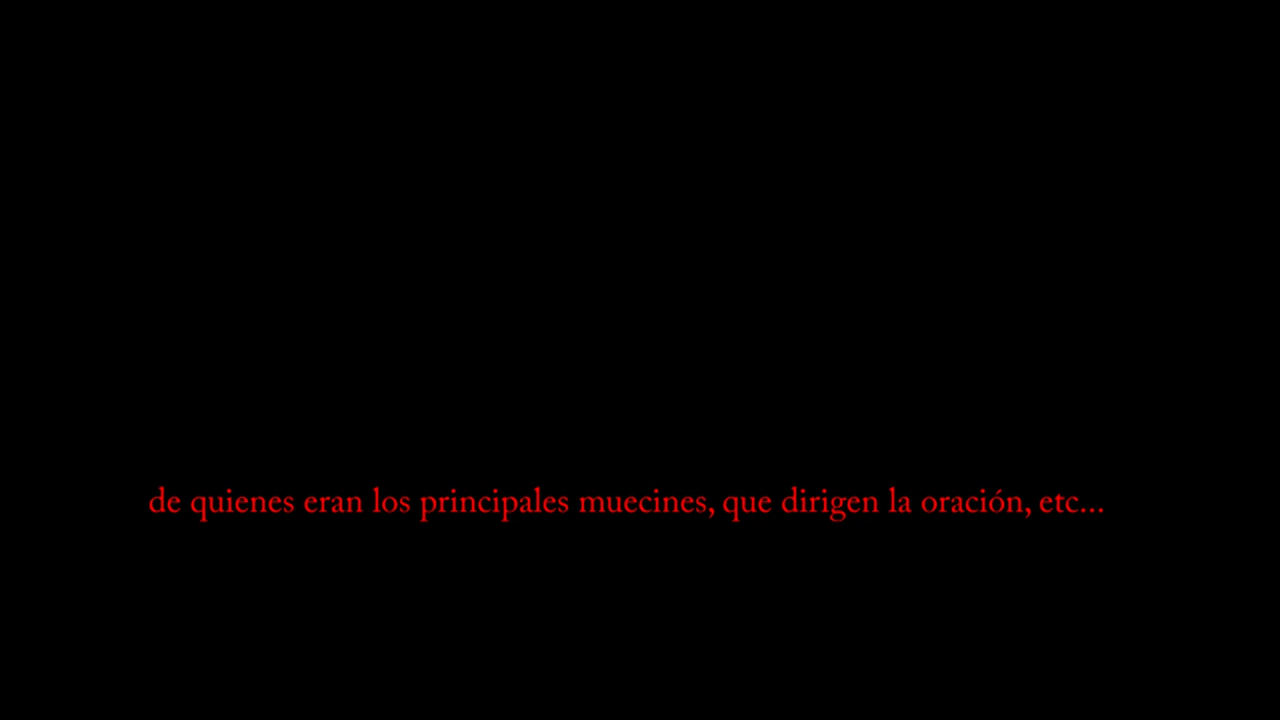 de quienes eran los principales muecines, que dirigen la oración, etc...